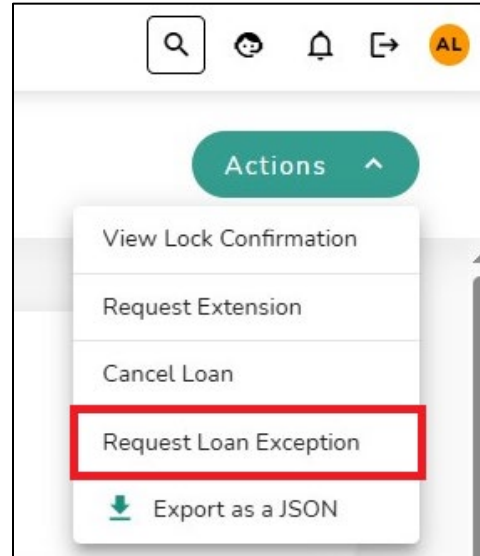 AL
Actions
View Lock Confirmation
Request Extension
Cancel Loan
Request Loan Exception
Export as a JSON